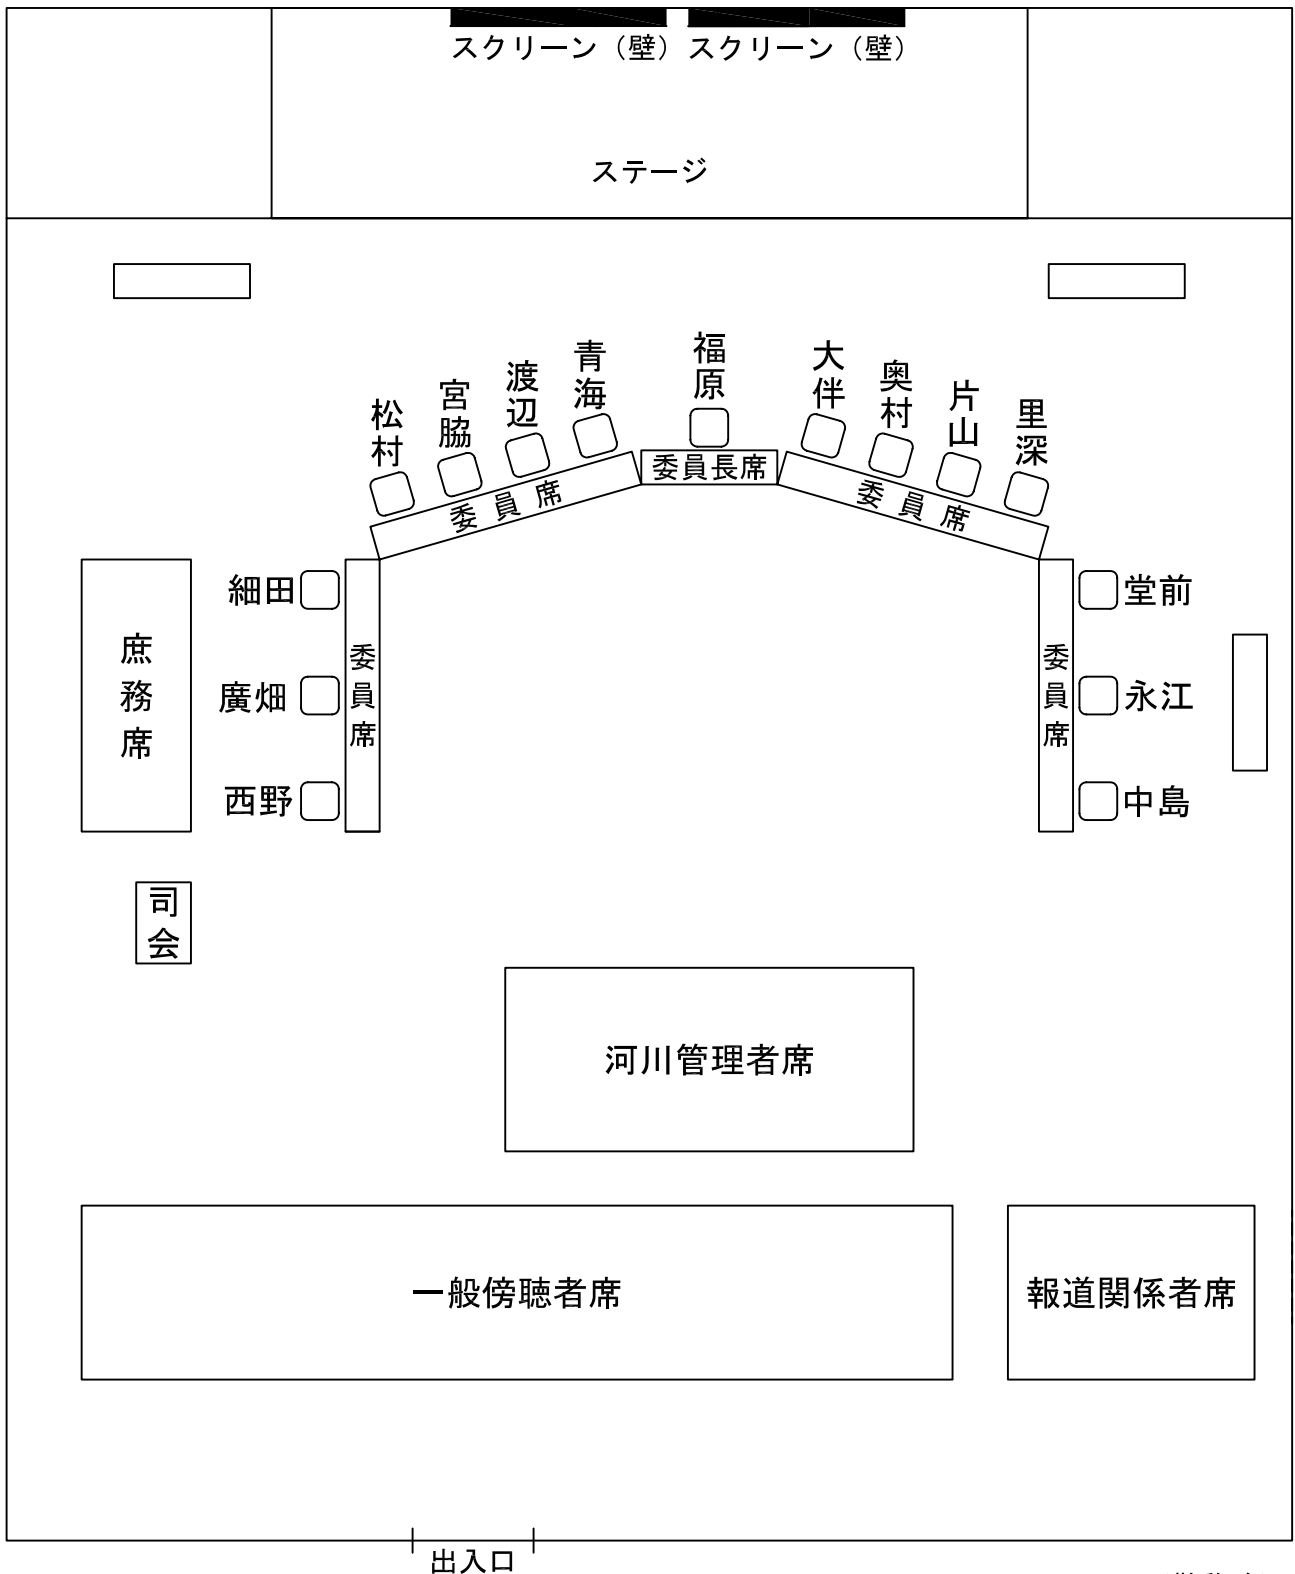 スクリーン（壁）
スクリーン（壁）
ステージ
松村
宮脇
渡辺
青海
福原
大伴
奥村
片山
里深
委員席
委員長席
委員席
細田
廣畑
西野
委員席
庶務席
司会
堂前
永江
中島
委員席
河川管理者席
一般傍聴者席
報道関係者席
出入口